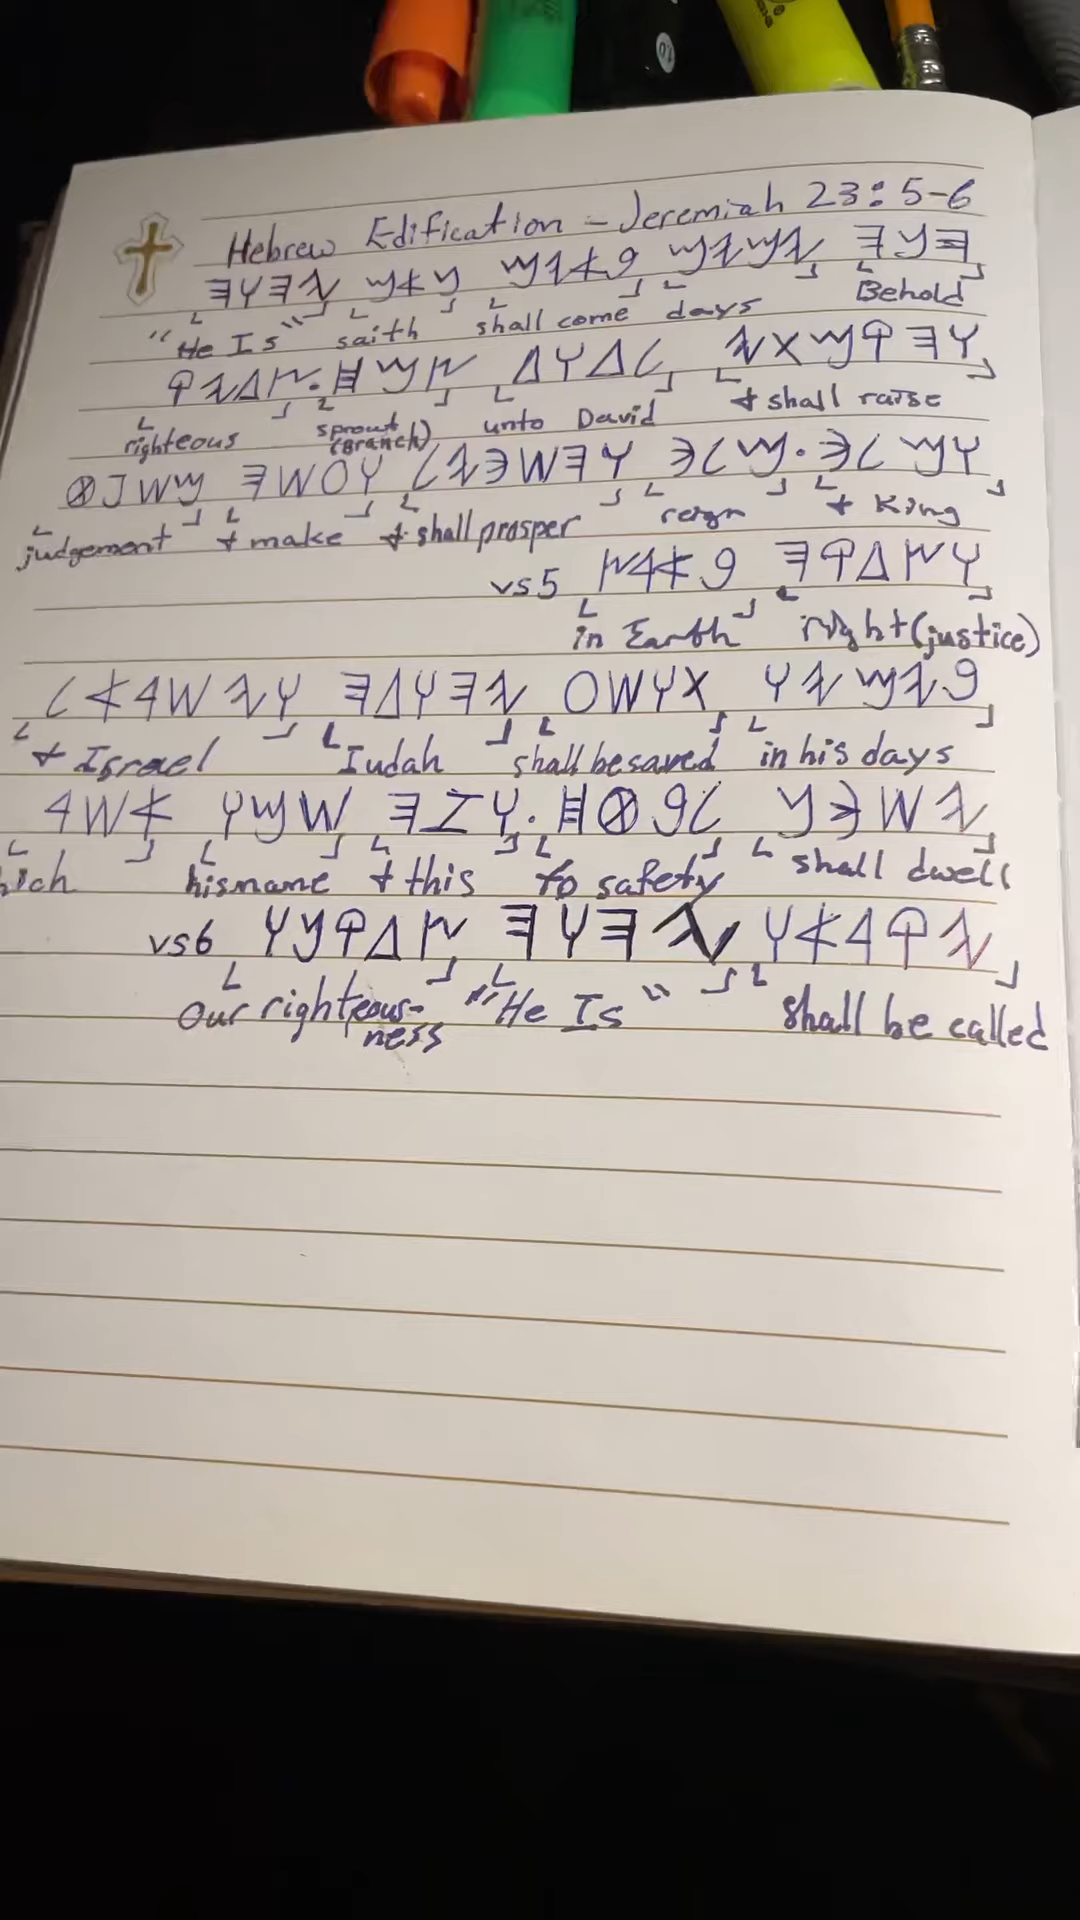 Hebrew Edification - Jeremiah 23:5-6
𐤄𐤍𐤄 𐤉𐤌𐤉𐤌 𐤁𐤀𐤉𐤌 𐤍𐤀𐤌 𐤉𐤄𐤅𐤄
"He Is" saith shall come days Behold
𐤅𐤄𐤒𐤌𐤕𐤉 𐤋𐤃𐤅𐤃 𐤑𐤌𐤇·𐤑𐤃𐤉𐤒
righteous sprout (Branch) unto David + shall raise
𐤅𐤌𐤋𐤊·𐤌𐤋𐤊 𐤅𐤄𐤔𐤊𐤉𐤋 𐤅𐤏𐤔𐤄 𐤌𐤔𐤐𐤈
judgement + make + shall prosper reign + King
𐤅𐤑𐤃𐤒𐤄 𐤁𐤀𐤓𐤑 vs5
in Earth right (justice)
𐤁𐤉𐤌𐤉𐤅 𐤕𐤅𐤔𐤏 𐤉𐤄𐤅𐤃𐤄 𐤅𐤉𐤔𐤓𐤀𐤋
+ Israel Iudah shall be saved in his days
𐤉𐤔𐤊𐤍 𐤋𐤁𐤈𐤇·𐤅𐤆𐤄 𐤔𐤌𐤅 𐤀𐤔𐤓
his name + this to safety shall dwell
𐤉𐤒𐤓𐤀𐤅 𐤉𐤄𐤅𐤄 𐤑𐤃𐤒𐤍𐤅 vs6
Our righteous-ness "He Is" shall be called